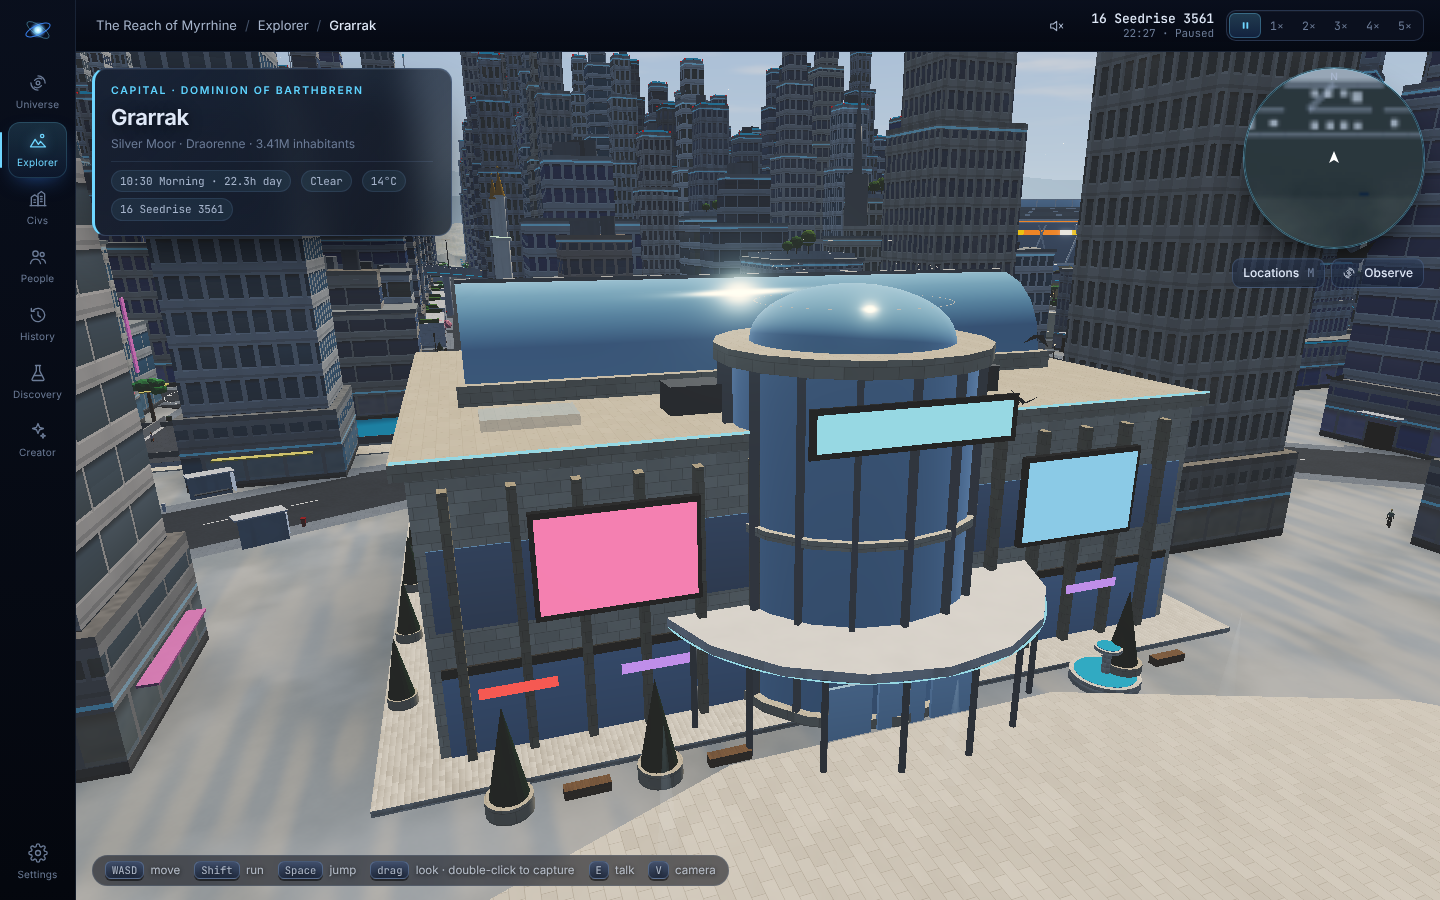 The Reach of Myrrhine / Explorer / Grarrak
16 Seedrise 3561
22:27 · Paused
1×
2×
3×
4×
5×
Universe
Explorer
Civs
People
History
Discovery
Creator
Settings
CAPITAL · DOMINION OF BARTHBRERN
Grarrak
Silver Moor · Draorenne · 3.41M inhabitants
10:30 Morning · 22.3h day
Clear
14°C
16 Seedrise 3561
N
Locations M
Observe
WASD move Shift run Space jump drag look · double-click to capture E talk V camera